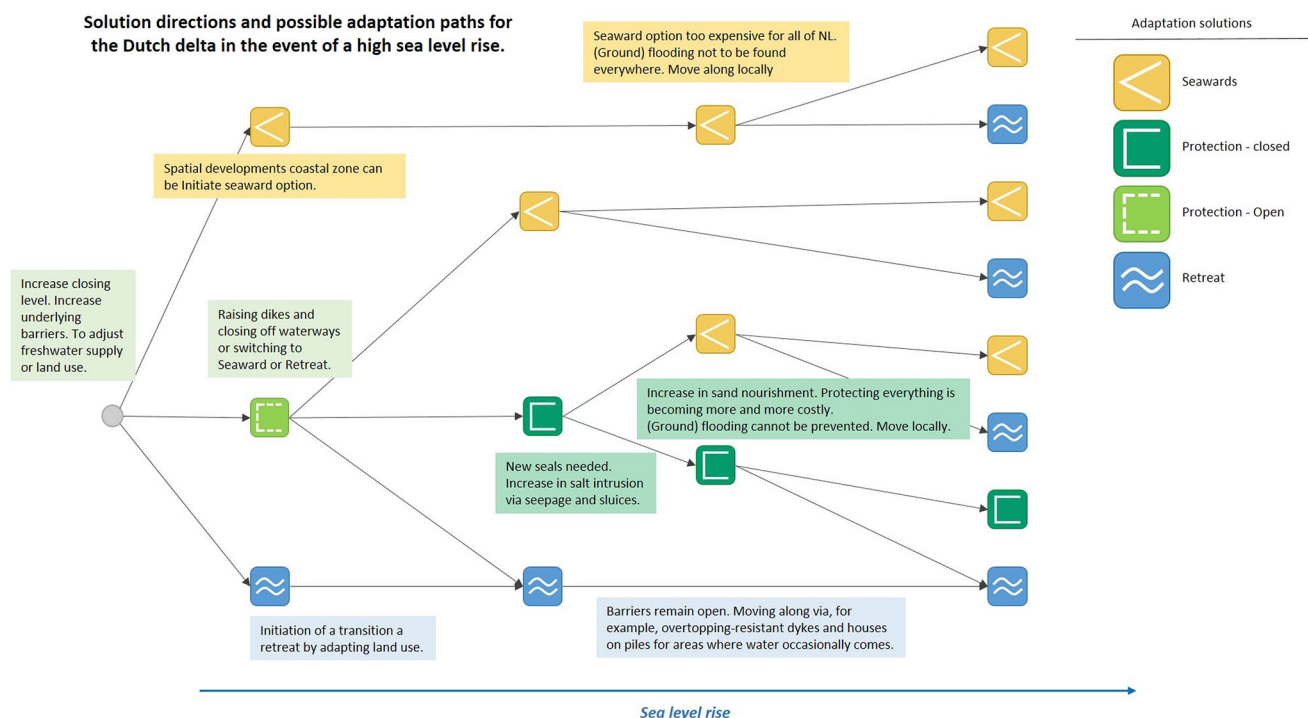 Solution directions and possible adaptation paths for
the Dutch delta in the event of a high sea level rise.
Seaward option too expensive for all of NL.
(Ground) flooding not to be found
everywhere. Move along locally
Adaptation solutions
Seawards
Protection - closed
Protection - Open
Retreat
Spatial developments coastal zone can
be Initiate seaward option.
Increase closing
level. Increase
underlying
barriers. To adjust
freshwater supply
or land use.
Raising dikes and
closing off waterways
or switching to
Seaward or Retreat.
Increase in sand nourishment. Protecting everything is
becoming more and more costly.
(Ground) flooding cannot be prevented. Move locally.
New seals needed.
Increase in salt intrusion
via seepage and sluices.
Initiation of a transition a
retreat by adapting land use.
Barriers remain open. Moving along via, for
example, overtopping-resistant dykes and houses
on piles for areas where water occasionally comes.
Sea level rise